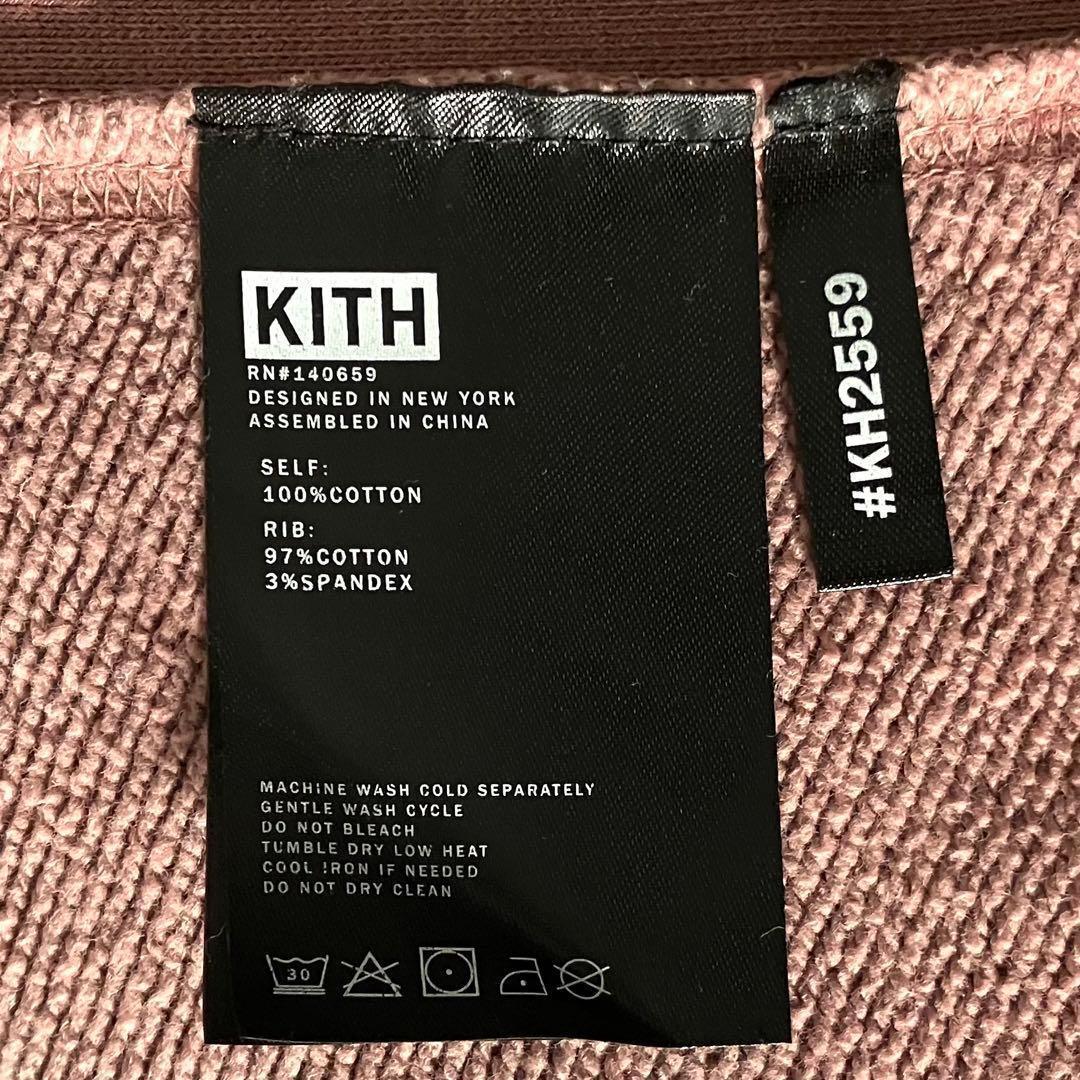 KITH
RN#140659
DESIGNED IN NEW YORK
ASSEMBLED IN CHINA
SELF:
100%COTTON
RIB:
97%COTTON
3%SPANDEX
MACHINE WASH COLD SEPARATELY
GENTLE WASH CYCLE
DO NOT BLEACH
TUMBLE DRY LOW HEAT
COOL IRON IF NEEDED
DO NOT DRY CLEAN
30
#KH2559